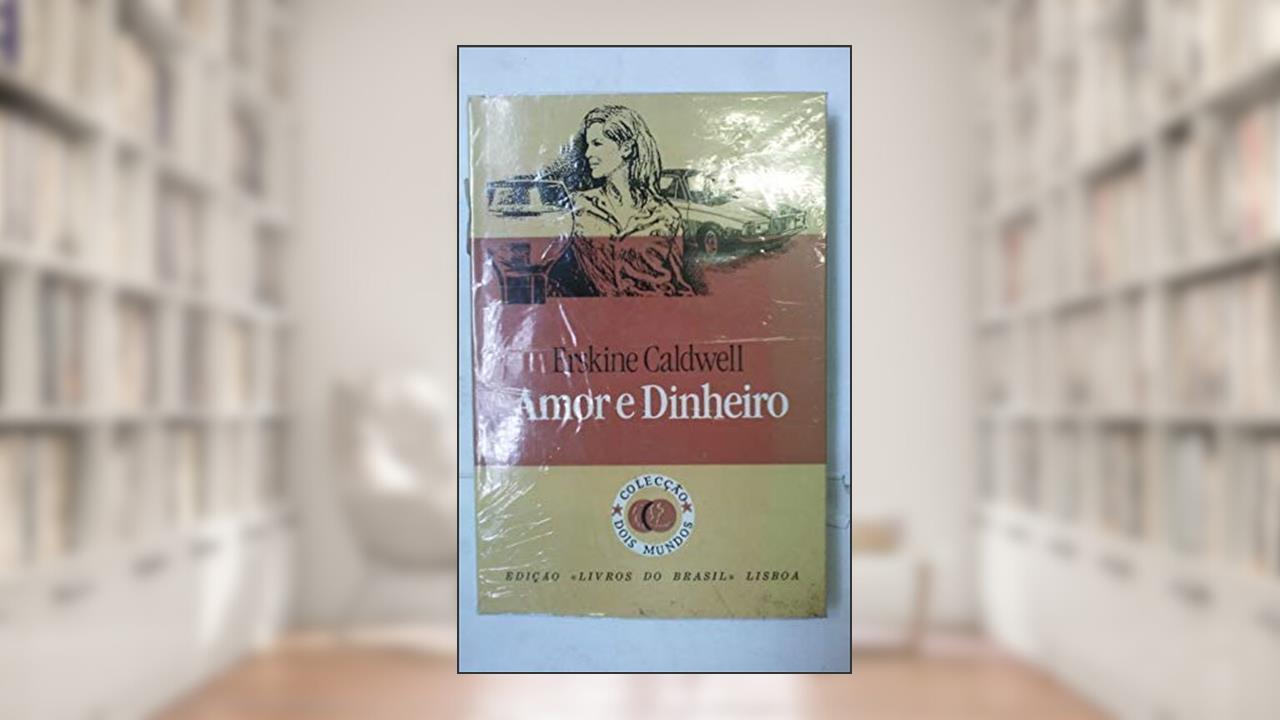 Erskine Caldwell
Amor e Dinheiro
COLECÇÃO
DOIS MUNDOS
EDIÇÃO «LIVROS DO BRASIL» LISBOA